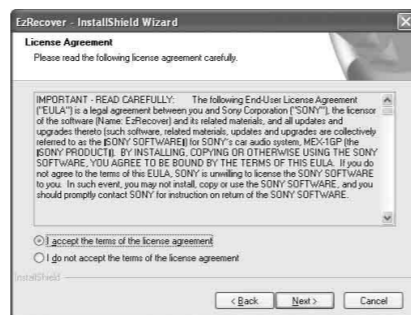 EzRecover - InstallShield Wizard
License Agreement
Please read the following license agreement carefully.
IMPORTANT - READ CAREFULLY: The following End-User License Agreement
("EULA") is a legal agreement between you and Sony Corporation ("SONY"), the licensor
of the software (Name: EzRecover) and its related materials, and all updates and
upgrades thereto (such software, related materials, updates and upgrades are collectively
referred to as the |SONY SOFTWARE|) for SONY's car audio system, MEX-1GP (the
|SONY PRODUCT|). BY INSTALLING, COPYING OR OTHERWISE USING THE SONY
SOFTWARE, YOU AGREE TO BE BOUND BY THE TERMS OF THIS EULA. If you do
not agree to the terms of this EULA, SONY is unwilling to license the SONY SOFTWARE
to you. In such event, you may not install, copy or use the SONY SOFTWARE, and you
should promptly contact SONY for instruction on return of the SONY SOFTWARE.
I accept the terms of the license agreement
I do not accept the terms of the license agreement
InstallShield
< Back
Next >
Cancel